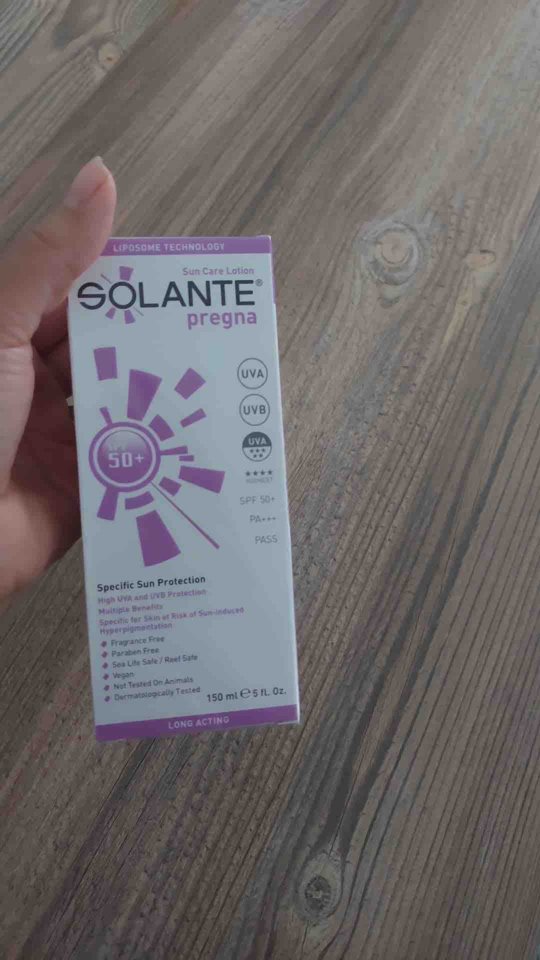 LIPOSOME TECHNOLOGY
Sun Care Lotion
SOLANTE®
pregna
UVA
UVB
UVA
50+
SPF 50+
PA+++
PASS
Specific Sun Protection
High UVA and UVB Protection
Multiple Benefits
Specific for Skin at Risk of Sun-induced
Hyperpigmentation
Fragrance Free
Paraben Free
Sea Life Safe / Reef Safe
Vegan
Not Tested On Animals
Dermatologically Tested
150 ml ℮ 5 fl. Oz.
LONG ACTING